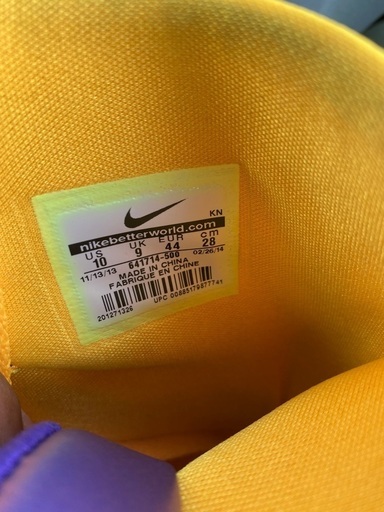 KN
nikebetterworld.com
US UK EUR cm
10 9 44 28
11/13/13 641714-500 02/26/14
MADE IN CHINA
FABRIQUE EN CHINE
201271326 UPC 00885179877741